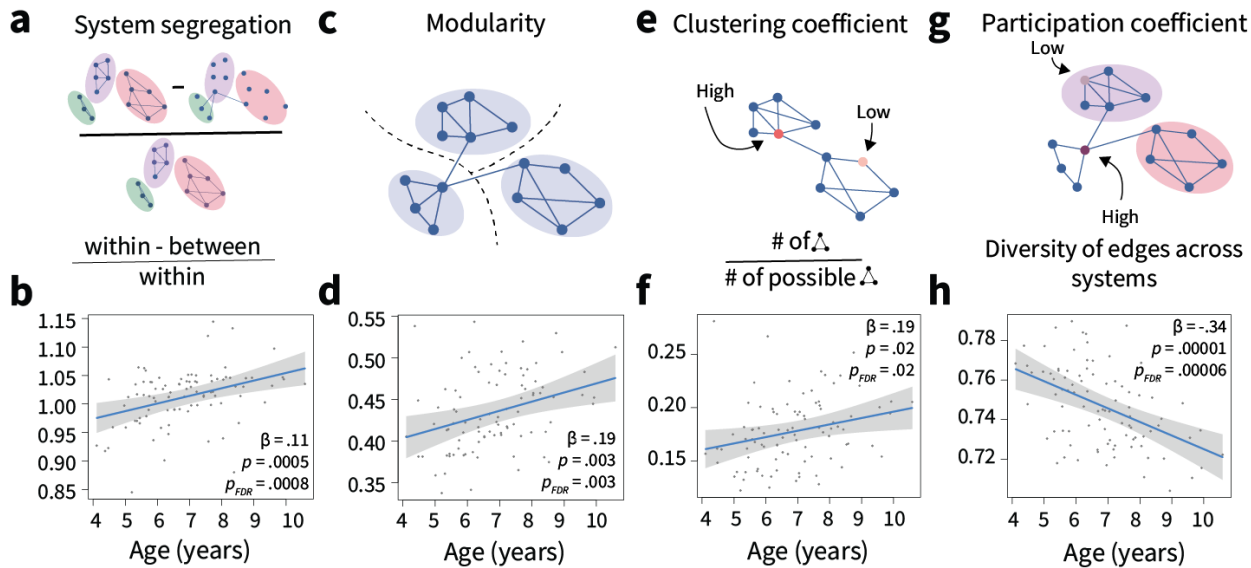 a System segregation
–
within - between
within
c Modularity
e Clustering coefficient
High
Low
# of
# of possible
g Participation coefficient
Low
High
Diversity of edges across
systems
b
1.15
1.10
1.05
1.00
0.95
0.90
0.85
β = .11
p = .0005
pFDR = .0008
4 5 6 7 8 9 10
Age (years)
d
0.55
0.50
0.45
0.40
0.35
β = .19
p = .003
pFDR = .003
4 5 6 7 8 9 10
Age (years)
f
0.25
0.20
0.15
β = .19
p = .02
pFDR = .02
4 5 6 7 8 9 10
Age (years)
h
0.78
0.76
0.74
0.72
β = -.34
p = .00001
pFDR = .00006
4 5 6 7 8 9 10
Age (years)